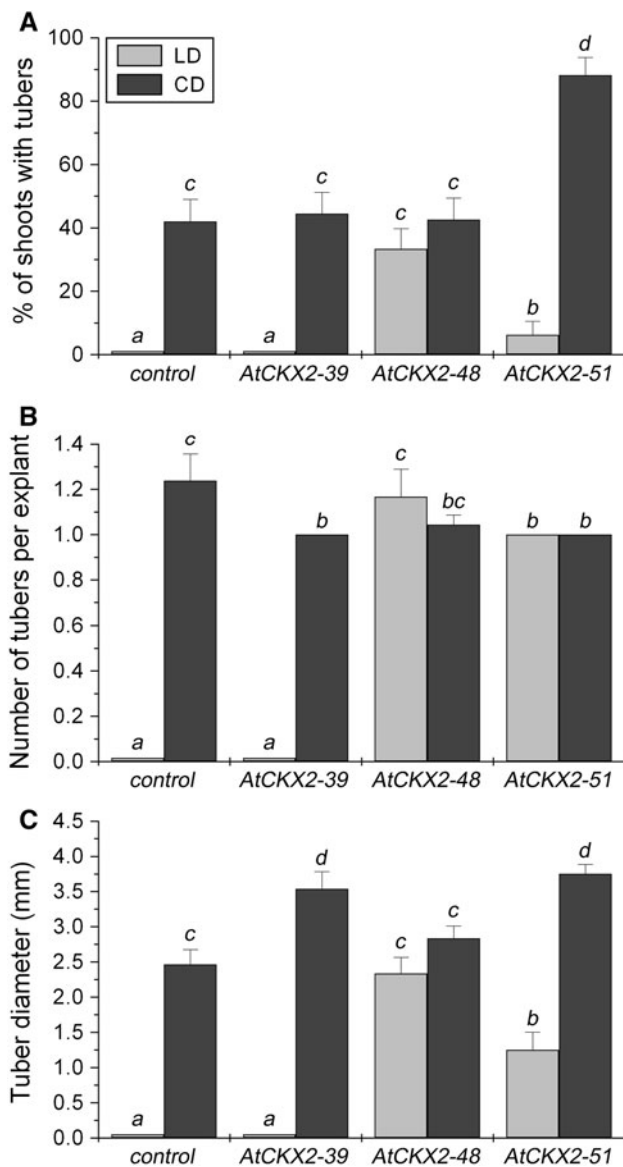 A
% of shoots with tubers
100
80
60
40
20
0
LD
CD
a
c
a
c
c
c
b
d
control
AtCKX2-39
AtCKX2-48
AtCKX2-51
B
Number of tubers per explant
1.4
1.2
1.0
0.8
0.6
0.4
0.2
0.0
a
c
a
b
c
bc
b
b
control
AtCKX2-39
AtCKX2-48
AtCKX2-51
C
Tuber diameter (mm)
4.5
4.0
3.5
3.0
2.5
2.0
1.5
1.0
0.5
0.0
a
c
a
d
c
c
b
d
control
AtCKX2-39
AtCKX2-48
AtCKX2-51